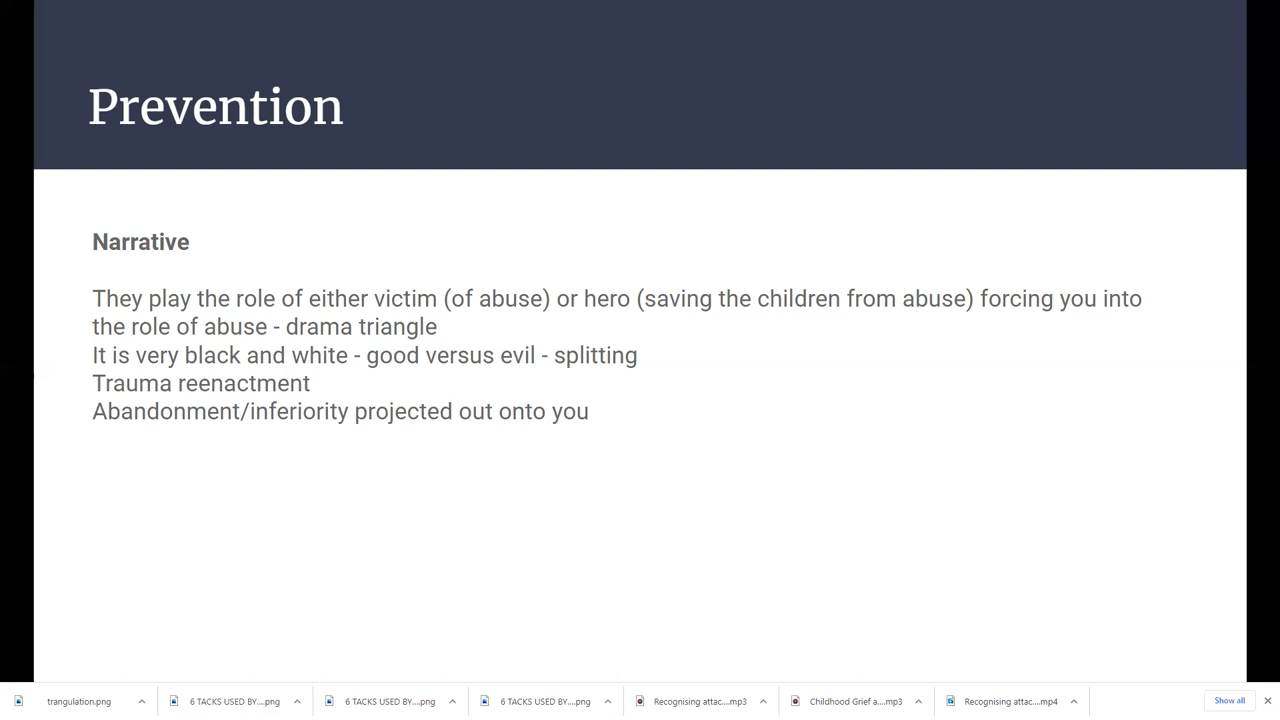 Prevention
Narrative
They play the role of either victim (of abuse) or hero (saving the children from abuse) forcing you into
the role of abuse - drama triangle
It is very black and white - good versus evil - splitting
Trauma reenactment
Abandonment/inferiority projected out onto you
trangulation.png
6 TACKS USED BY....png
6 TACKS USED BY....png
6 TACKS USED BY....png
Recognising attac....mp3
Childhood Grief a....mp3
Recognising attac....mp4
Show all